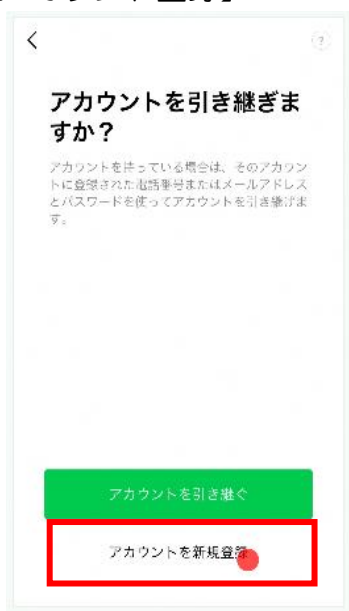 アカウントを引き継ぎま
すか？
アカウントを持っている場合は、そのアカウン
トに登録された電話番号またはメールアドレス
とパスワードを使ってアカウントを引き継げま
す。
アカウントを引き継ぐ
アカウントを新規登録